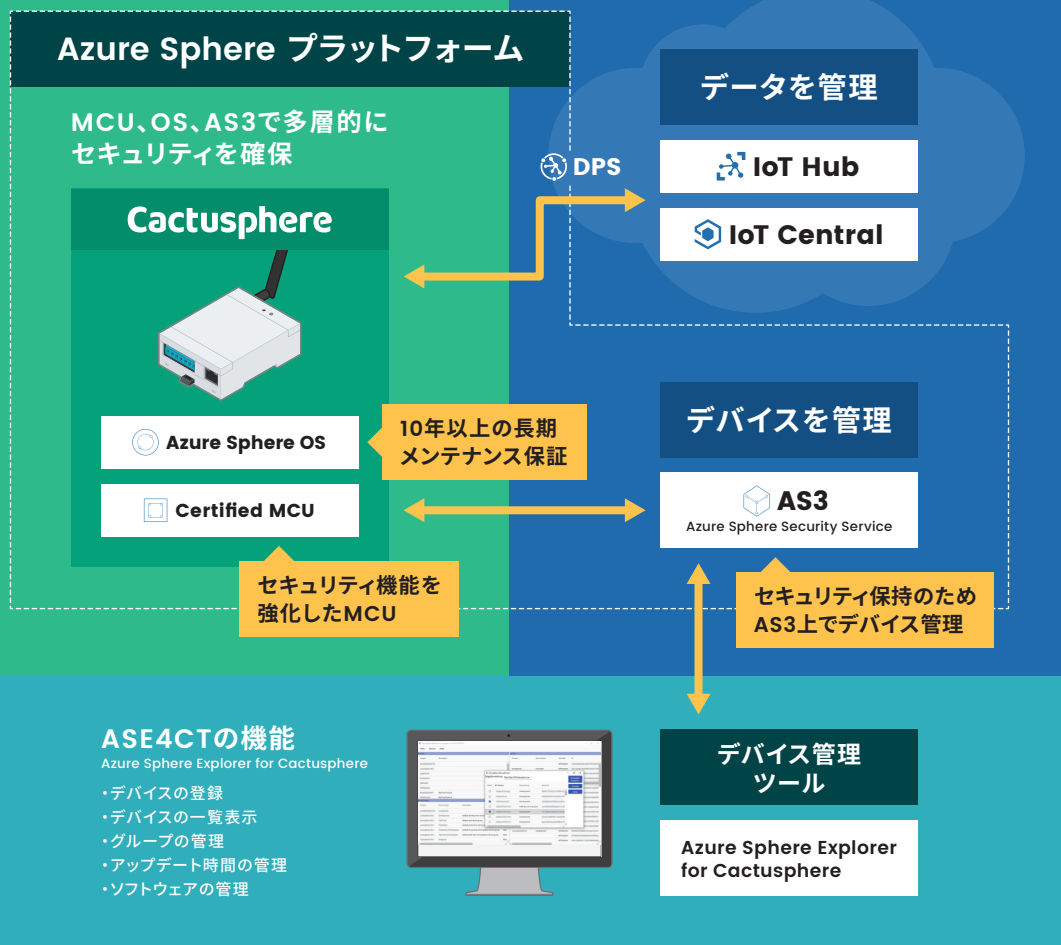 Azure Sphere プラットフォーム
MCU、OS、AS3で多層的に
セキュリティを確保
Cactusphere
Azure Sphere OS
Certified MCU
10年以上の長期
メンテナンス保証
セキュリティ機能を
強化したMCU
DPS
データを管理
IoT Hub
IoT Central
デバイスを管理
AS3
Azure Sphere Security Service
セキュリティ保持のため
AS3上でデバイス管理
ASE4CTの機能
Azure Sphere Explorer for Cactusphere
・デバイスの登録
・デバイスの一覧表示
・グループの管理
・アップデート時間の管理
・ソフトウェアの管理
デバイス管理
ツール
Azure Sphere Explorer
for Cactusphere